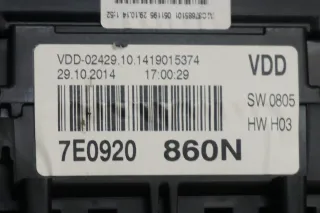 VDD-02429.10.1419015374
29.10.2014 17:00:29
VDD
SW 0805
HW H03
7E0920 860N